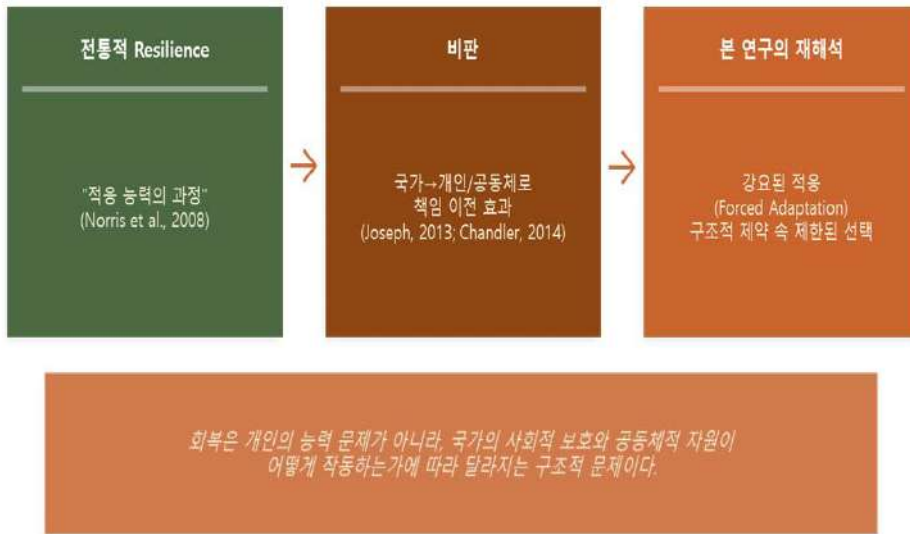 전통적 Resilience
"적응 능력의 과정"
(Norris et al., 2008)
비판
국가→개인/공동체로
책임 이전 효과
(Joseph, 2013; Chandler, 2014)
본 연구의 재해석
강요된 적응
(Forced Adaptation)
구조적 제약 속 제한된 선택
회복은 개인의 능력 문제가 아니라, 국가의 사회적 보호와 공동체적 자원이
어떻게 작동하는가에 따라 달라지는 구조적 문제이다.